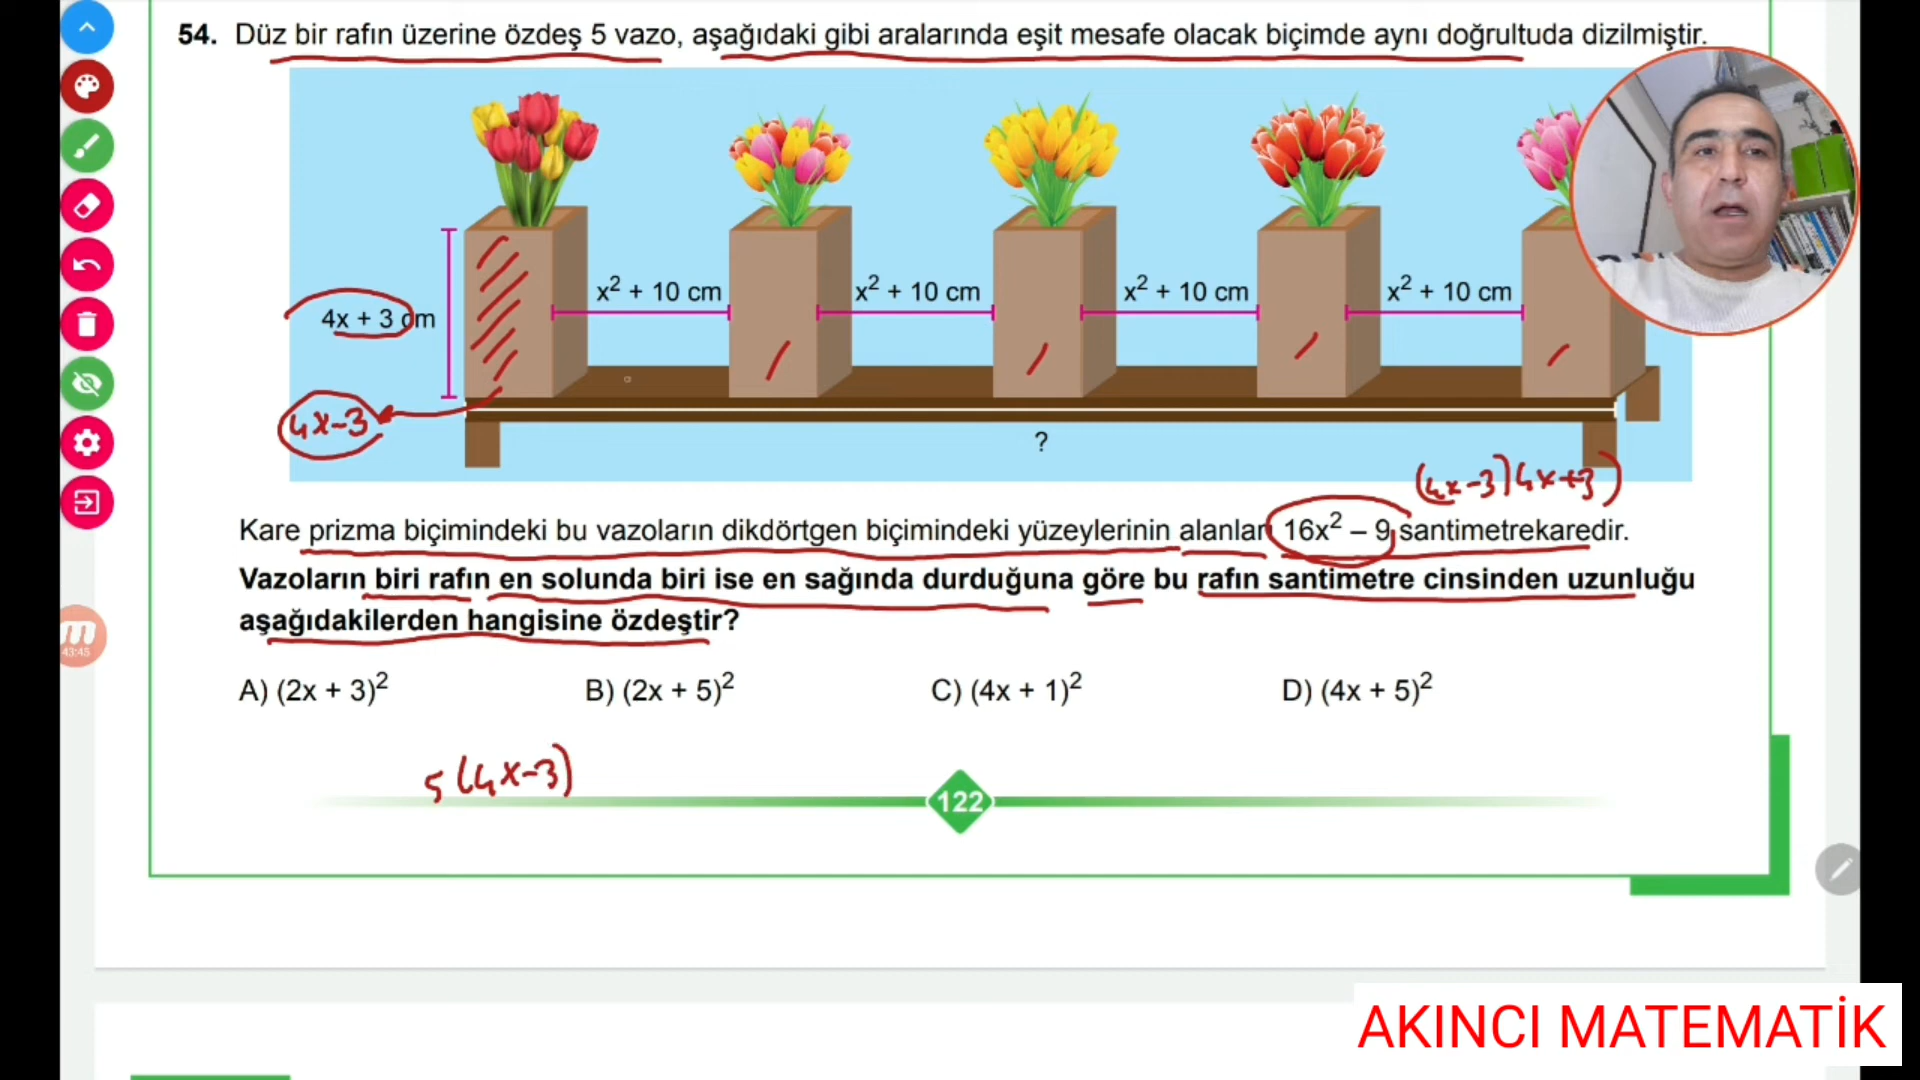 54. Düz bir rafın üzerine özdeş 5 vazo, aşağıdaki gibi aralarında eşit mesafe olacak biçimde aynı doğrultuda dizilmiştir.
x² + 10 cm x² + 10 cm x² + 10 cm x² + 10 cm
4x + 3 cm
4x-3
?
(4x-3)(4x+3)
Kare prizma biçimindeki bu vazoların dikdörtgen biçimindeki yüzeylerinin alanları 16x² – 9 santimetrekaredir.
Vazoların biri rafın en solunda biri ise en sağında durduğuna göre bu rafın santimetre cinsinden uzunluğu
aşağıdakilerden hangisine özdeştir?
A) (2x + 3)² B) (2x + 5)² C) (4x + 1)² D) (4x + 5)²
5(4x-3)
122
43:45
AKINCI MATEMATİK